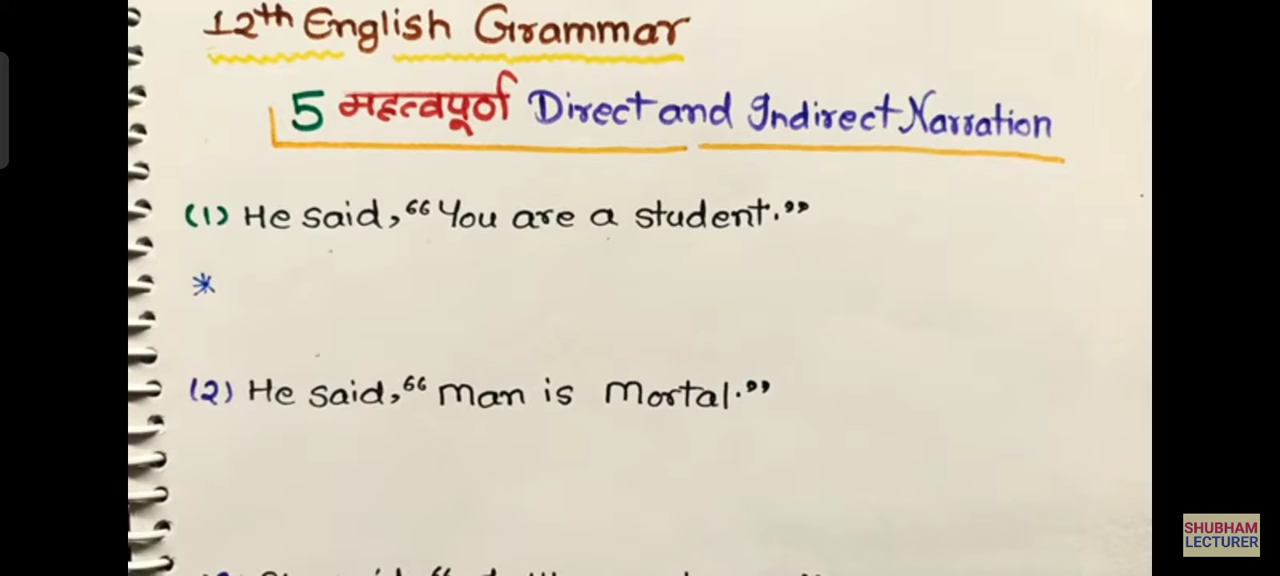 12th English Grammar
5 महत्वपूर्ण Direct and Indirect Narration
(1) He said, “You are a student.”
*
(2) He said, “Man is Mortal.”
SHUBHAM
LECTURER